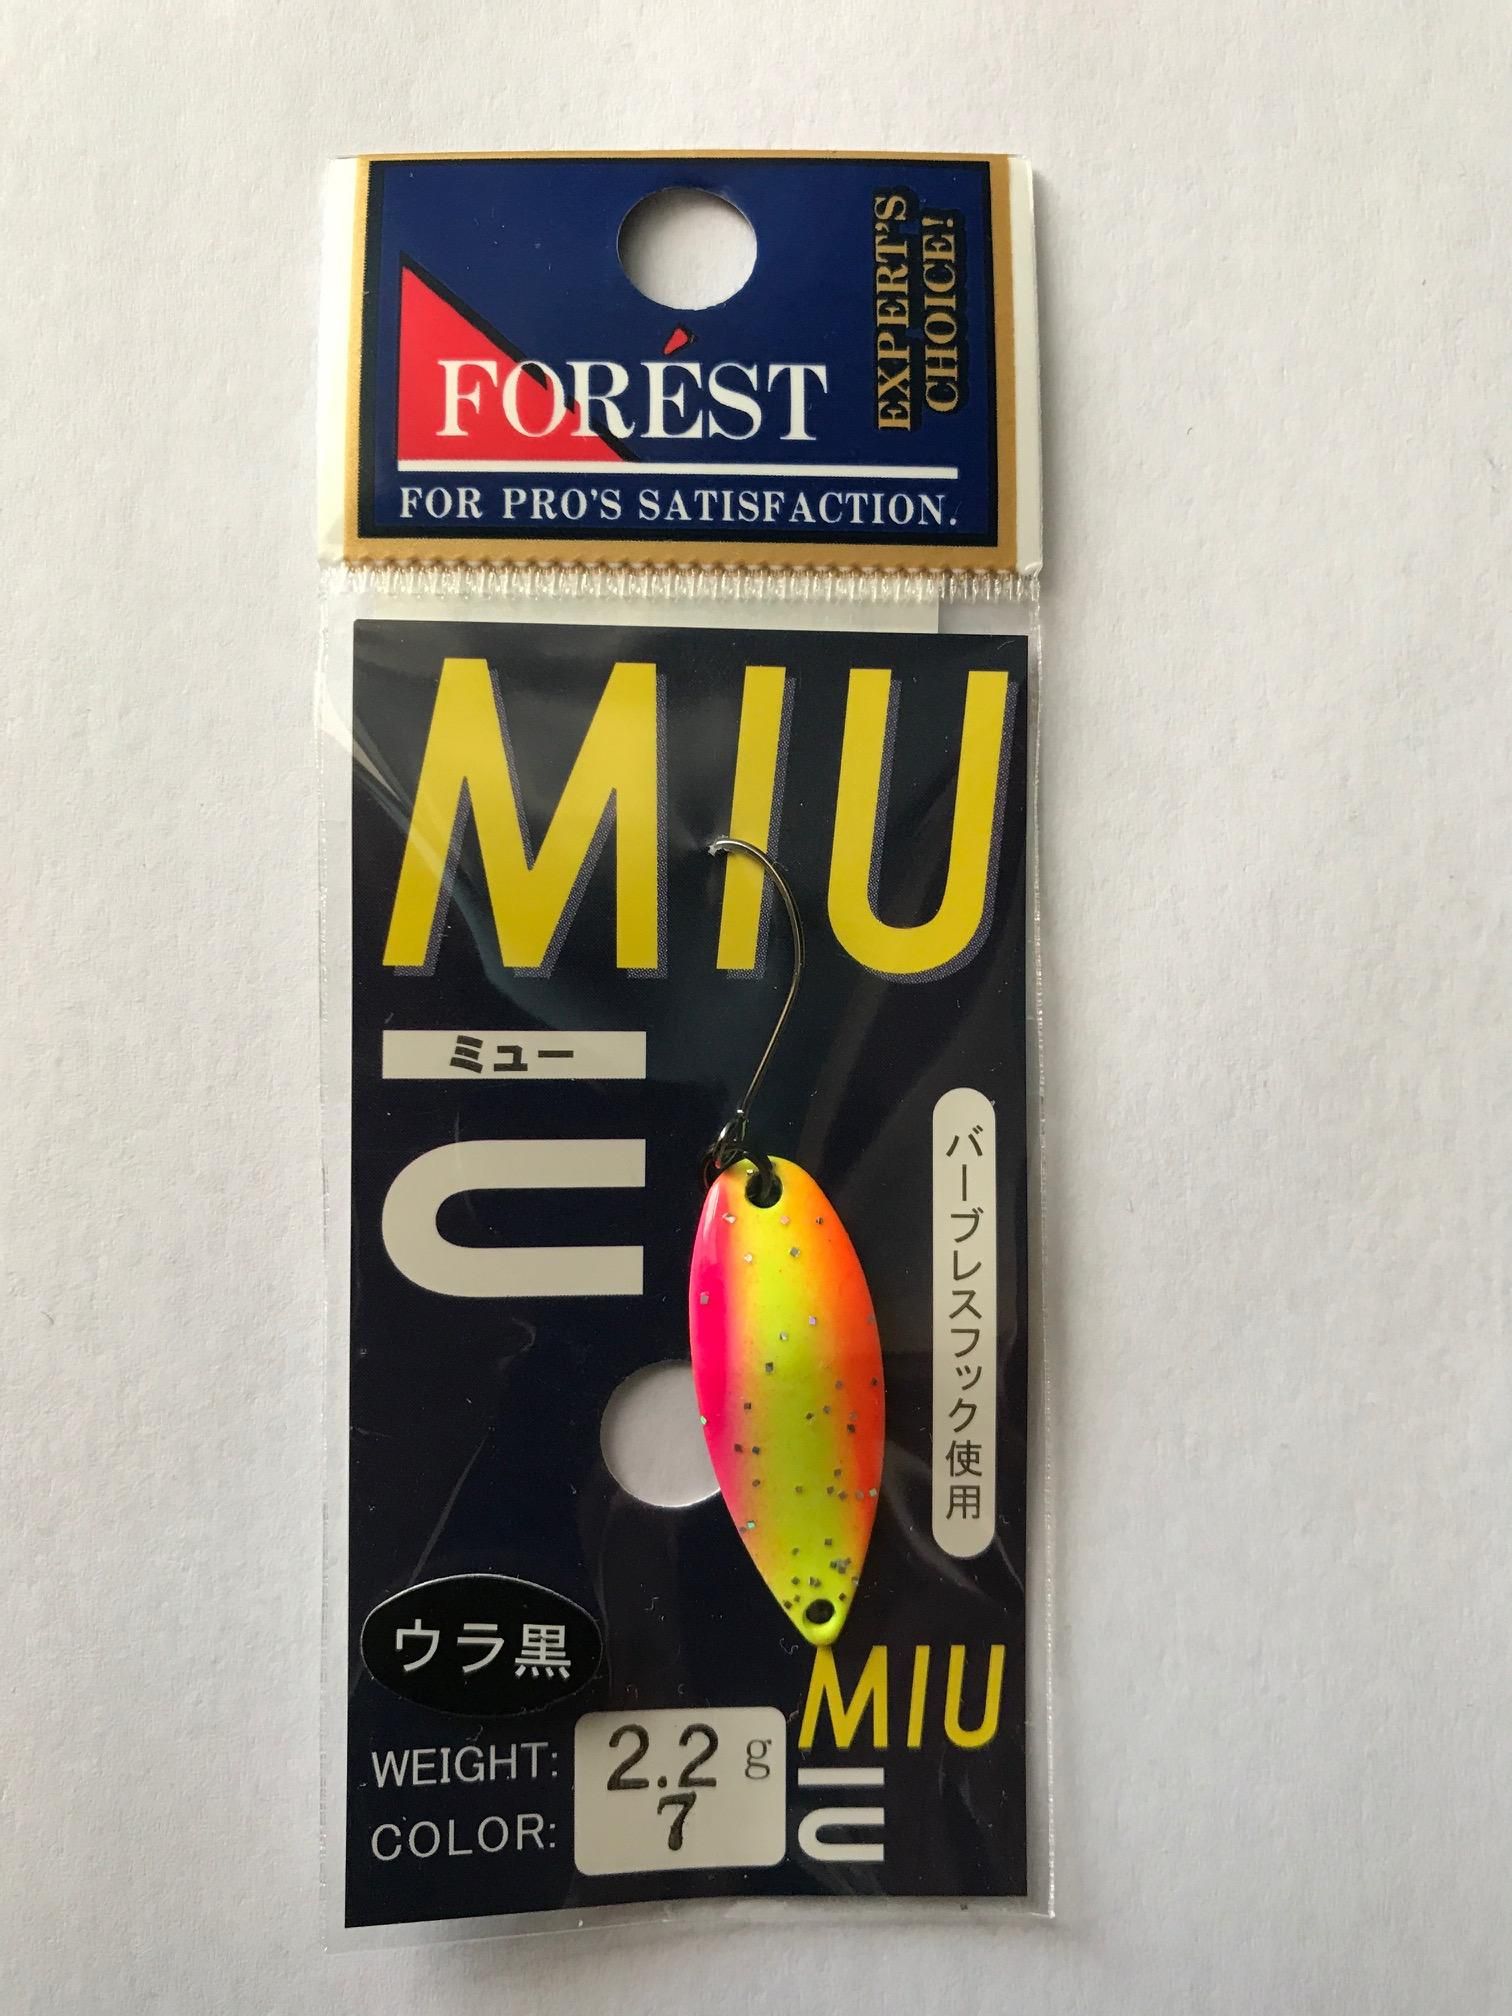 EXPERT'S
CHOICE!
FORÉST
FOR PRO'S SATISFACTION.
MIU
ミュー
バーブレスフック使用
ウラ黒
MIU
WEIGHT: 2.2 g
COLOR: 7